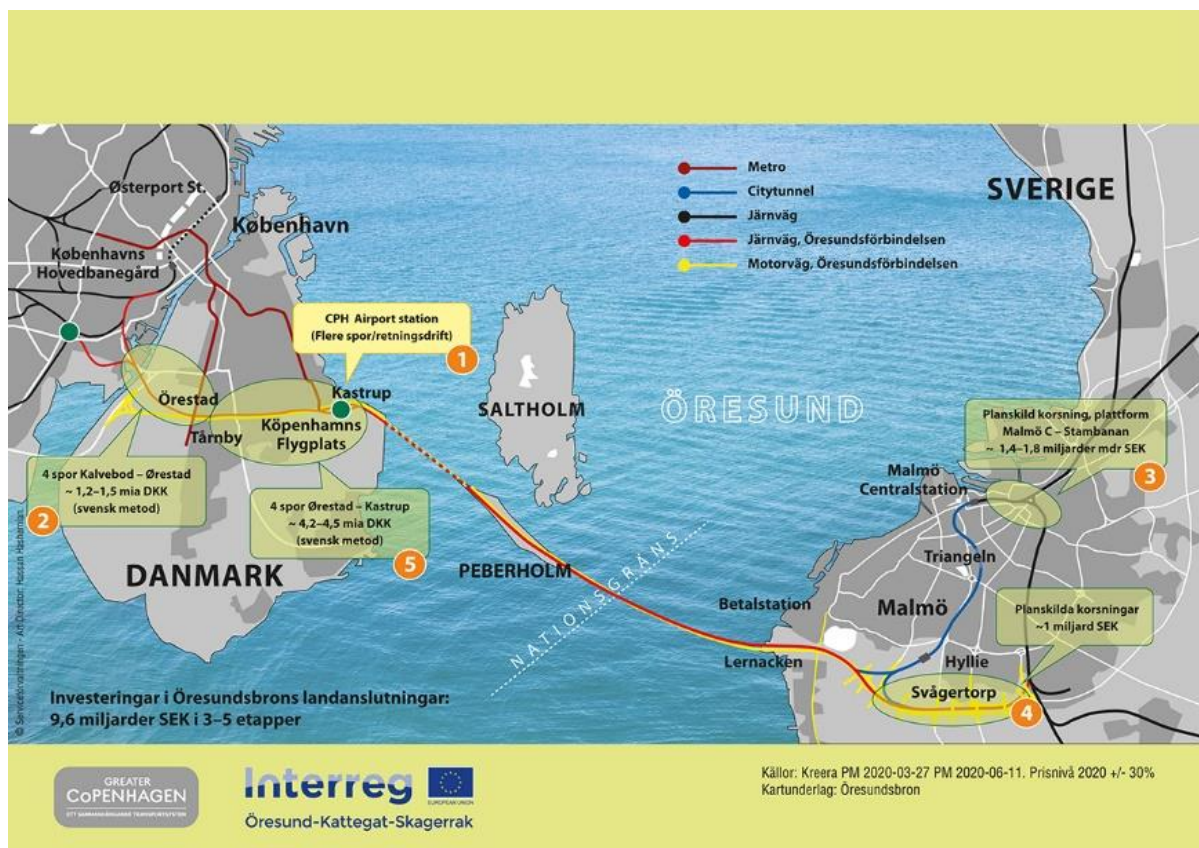 Østerport St.
København
Københavns
Hovedbanegård
Metro
Citytunnel
Järnväg
Järnväg, Öresundsförbindelsen
Motorväg, Öresundsförbindelsen
SVERIGE
CPH Airport station
(Flere spor/retningsdrift)
1
Kastrup
Örestad
Köpenhamns
Flygplats
Tårnby
SALTHOLM
ÖRESUND
4 spor Kalvebod – Ørestad
~ 1,2–1,5 mia DKK
(svensk metod)
2
4 spor Ørestad – Kastrup
~ 4,2–4,5 mia DKK
(svensk metod)
5
DANMARK
PEBERHOLM
NATIONSGRÄNS
Planskild korsning, plattform
Malmö C – Stambanan
~ 1,4–1,8 miljarder mdr SEK
3
Malmö
Centralstation
Triangeln
Malmö
Betalstation
Lernacken
Hyllie
Svågertorp
Planskilda korsningar
~1 miljard SEK
4
Investeringar i Öresundsbrons landanslutningar:
9,6 miljarder SEK i 3–5 etapper
GREATER
CoPENHAGEN
Interreg
EUROPEAN UNION
Öresund-Kattegat-Skagerrak
Källor: Kreera PM 2020-03-27 PM 2020-06-11. Prisnivå 2020 +/- 30%
Kartunderlag: Öresundsbron